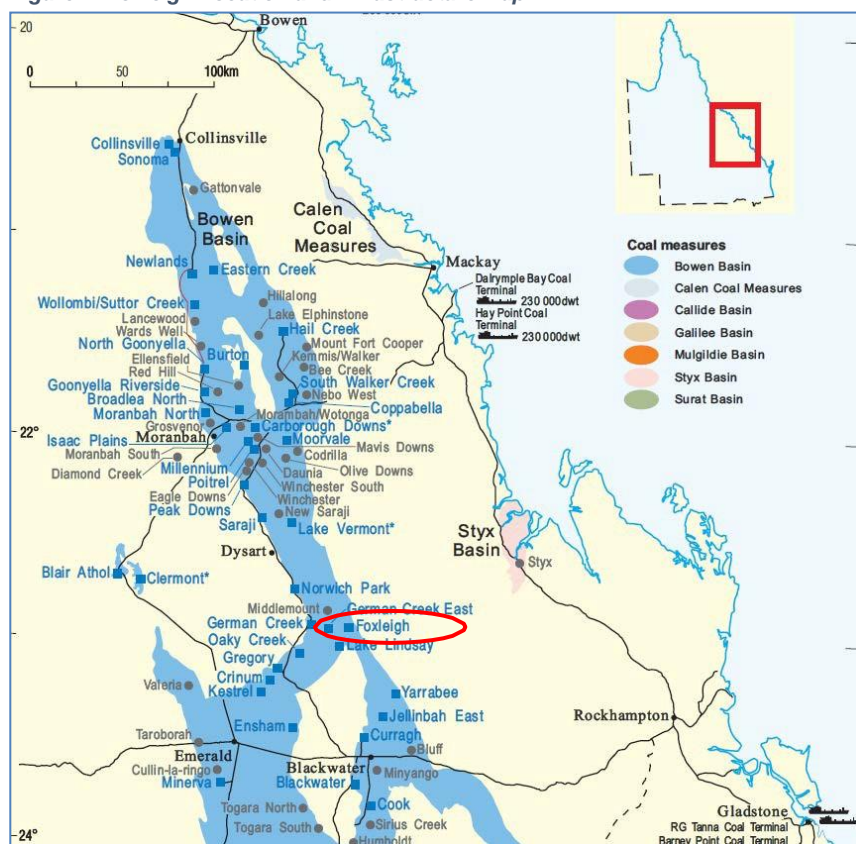 20
Bowen
0
50
100km
Collinsville
Collinsville
Sonoma
Gattonvale
Bowen
Basin
Calen
Coal
Measures
Newlands
Eastern Creek
Mackay
Dalrymple Bay Coal
Terminal
230 000dwt
Hay Point Coal
Terminal
230 000dwt
Coal measures
Bowen Basin
Calen Coal Measures
Callide Basin
Galilee Basin
Mulgildie Basin
Styx Basin
Surat Basin
Wollombi/Suttor Creek
Hillalong
Lancewood
Lake Elphinstone
Wards Well
Hail Creek
North Goonyella
Mount Fort Cooper
Ellensfield
Burton
Kemmis/Walker
Red Hill
Bee Creek
Goonyella Riverside
South Walker Creek
Broadlea North
Nebo West
Moranbah North
Coppabella
Grosvenor
Moranbah/Wotonga
Carborough Downs*
22°
Moranbah
Isaac Plains
Moorvale
Moranbah South
Mavis Downs
Codrilla
Diamond Creek
Millennium
Olive Downs
Poitrel
Daunia
Eagle Downs
Winchester South
Peak Downs
Winchester
New Saraji
Saraji
Lake Vermont*
Dysart
Styx
Basin
Styx
Blair Athol
Clermont*
Norwich Park
Middlemount
German Creek East
German Creek
Foxleigh
Oaky Creek
Lake Lindsay
Gregory
Crinum
Kestrel
Valeria
Yarrabee
Jellinbah East
Rockhampton
Ensham
Curragh
Taroborah
Bluff
Emerald
Cullin-la-ringo
Blackwater
Minyango
Minerva
Blackwater
Togara North
Cook
Gladstone
Togara South
Sirius Creek
RG Tanna Coal Terminal
24°
Humboldt
Barney Point Coal Terminal